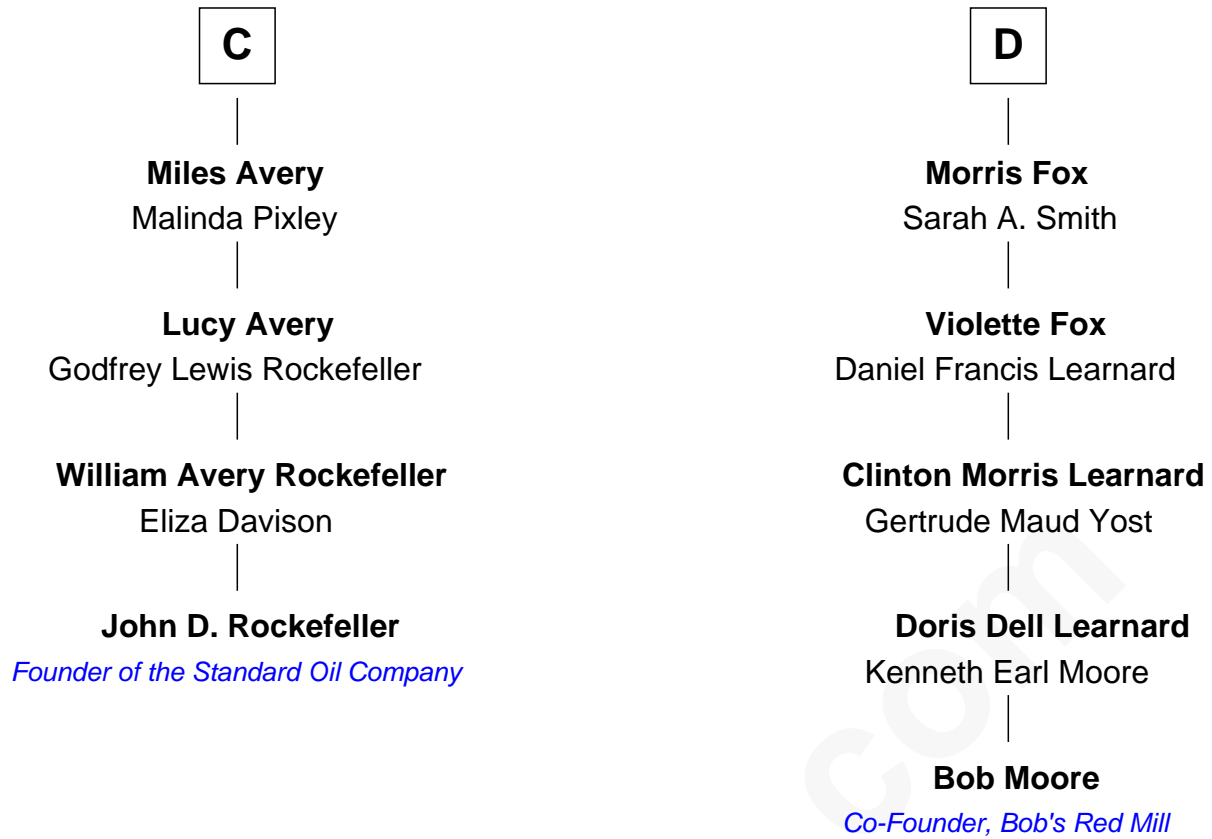 C
Miles Avery
Malinda Pixley
Lucy Avery
Godfrey Lewis Rockefeller
William Avery Rockefeller
Eliza Davison
John D. Rockefeller
Founder of the Standard Oil Company
D
Morris Fox
Sarah A. Smith
Violette Fox
Daniel Francis Learnard
Clinton Morris Learnard
Gertrude Maud Yost
Doris Dell Learnard
Kenneth Earl Moore
Bob Moore
Co-Founder, Bob's Red Mill
com